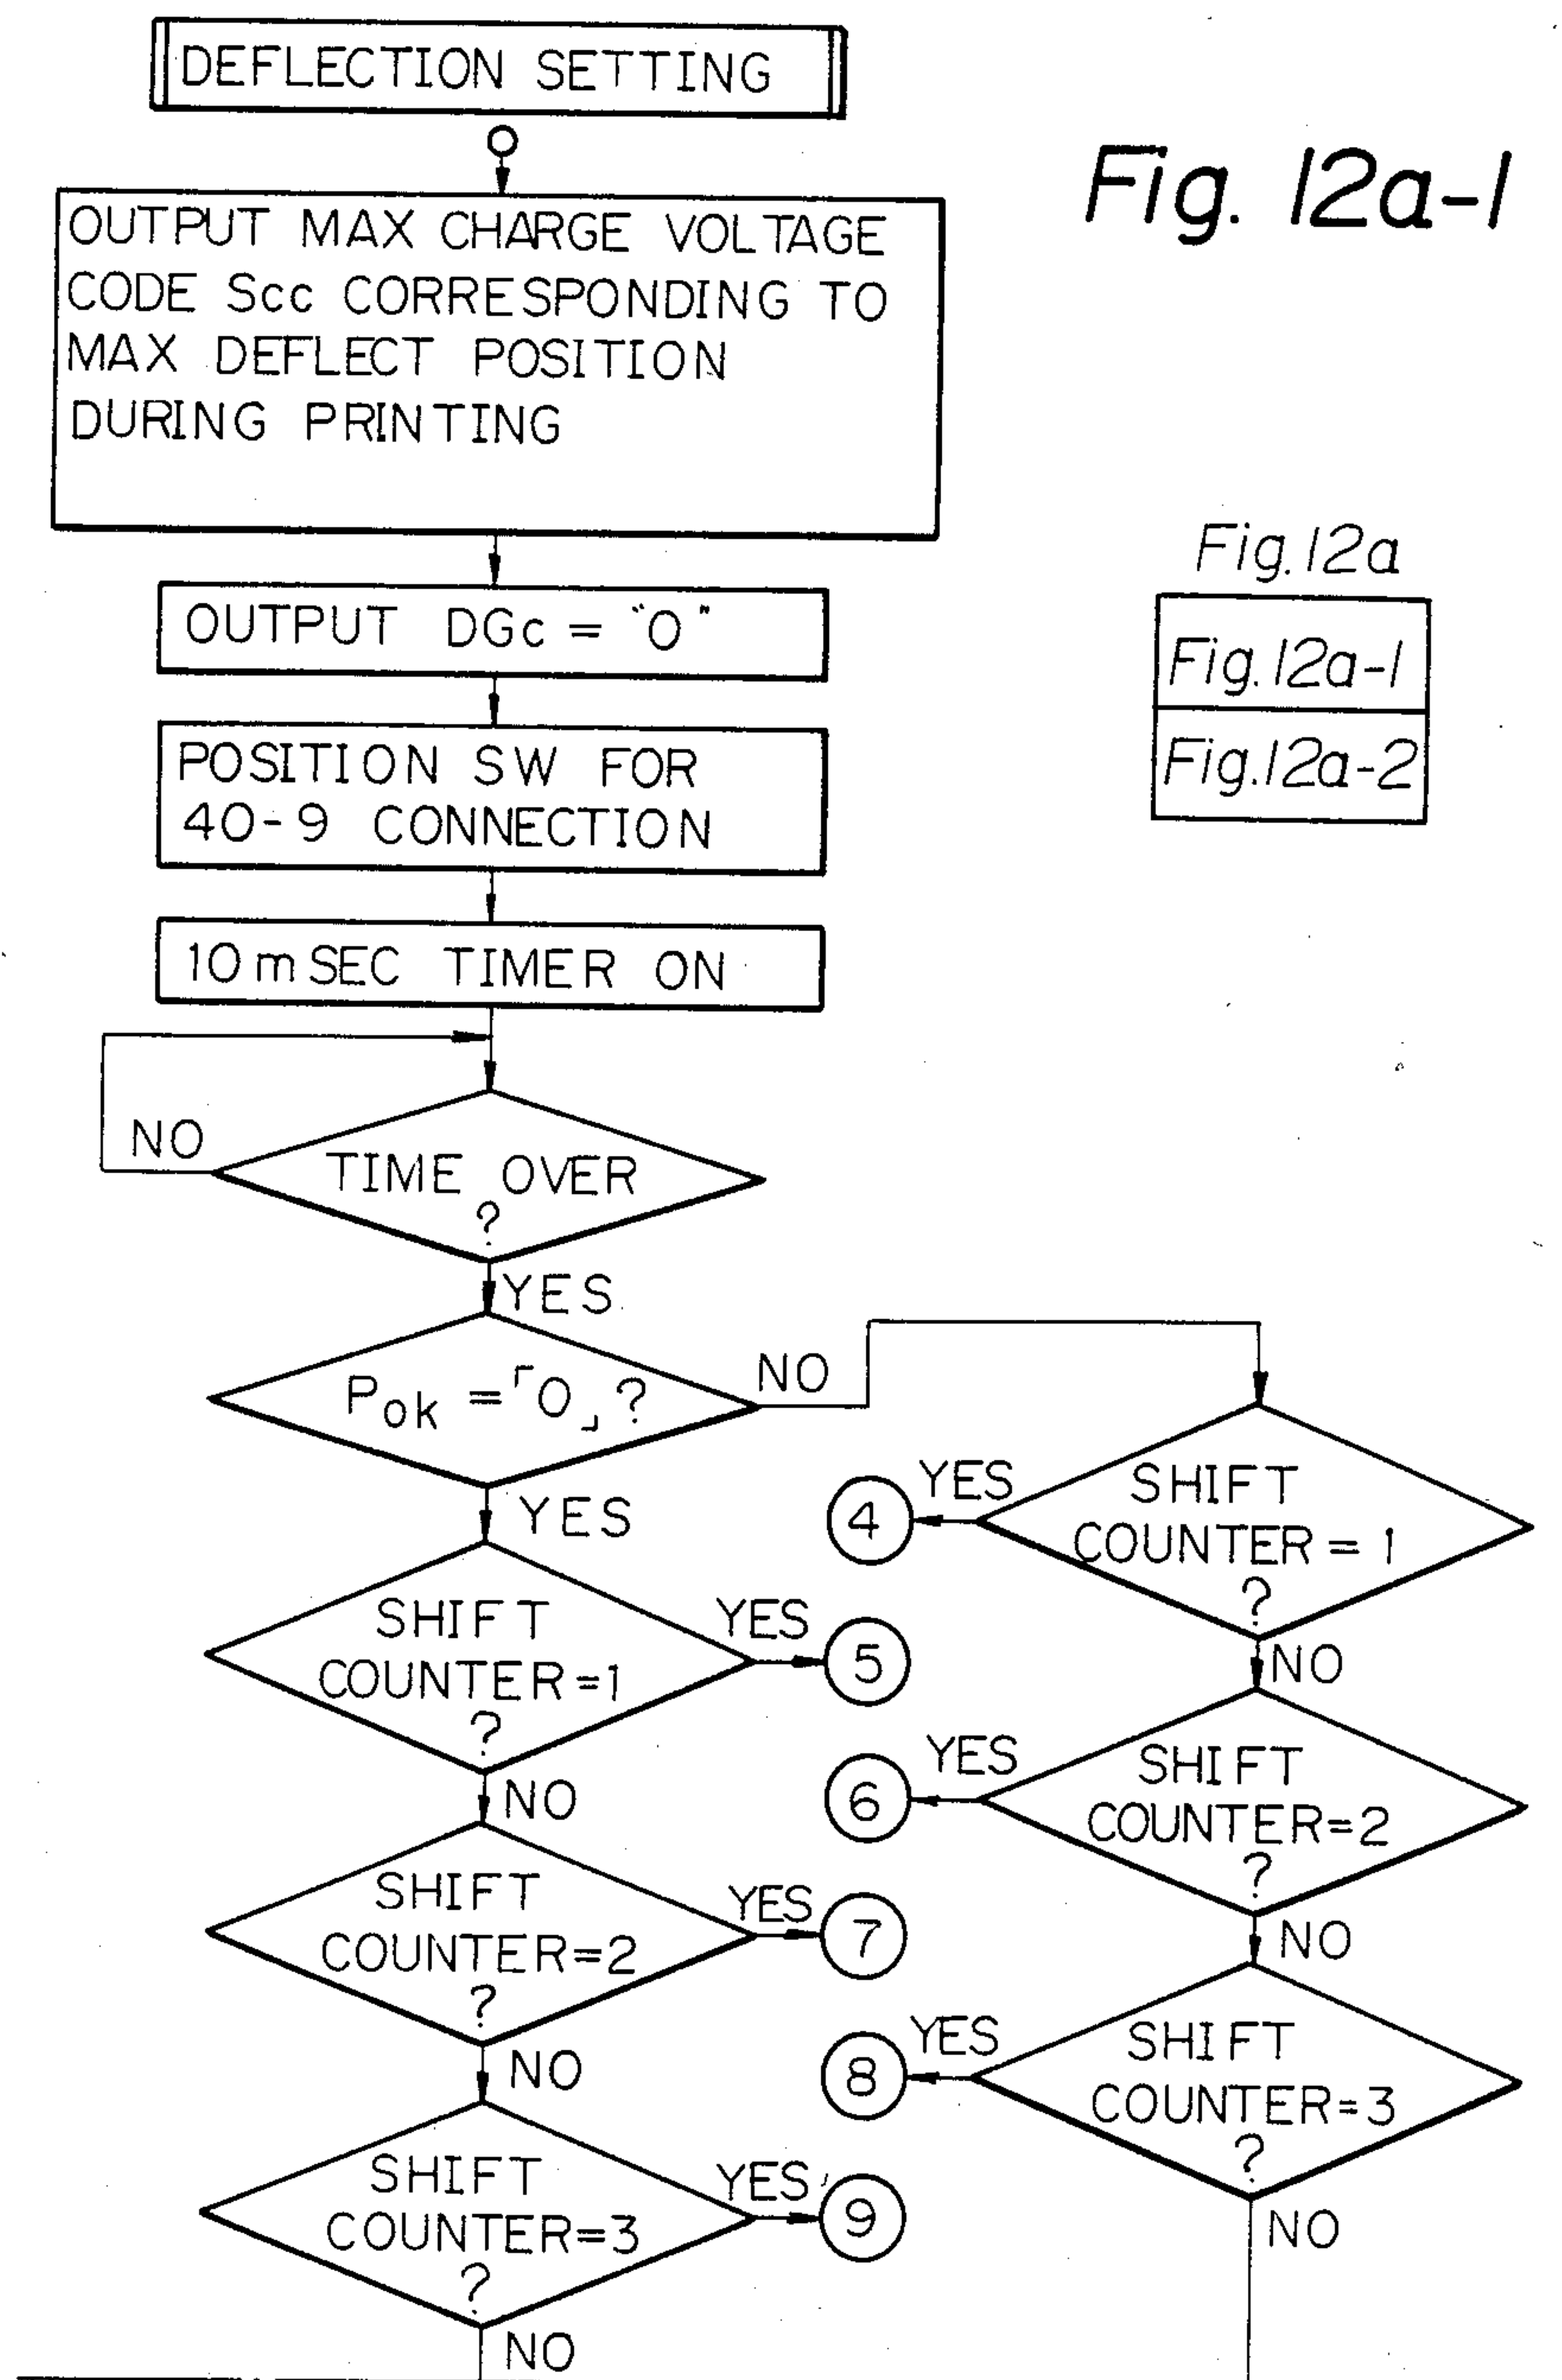 DEFLECTION SETTING
Fig. 12a-1
OUTPUT MAX CHARGE VOLTAGE
CODE Scc CORRESPONDING TO
MAX DEFLECT POSITION
DURING PRINTING
Fig. 12a
Fig. 12a-1
Fig. 12a-2
OUTPUT DGc = "0"
POSITION SW FOR
40-9 CONNECTION
10 mSEC TIMER ON
NO
TIME OVER
?
YES
Pok =「0」?
NO
YES
SHIFT
COUNTER = 1
?
YES
4
NO
SHIFT
COUNTER=1
?
YES
5
NO
SHIFT
COUNTER=2
?
YES
6
NO
SHIFT
COUNTER=2
?
YES
7
NO
SHIFT
COUNTER=3
?
YES
8
NO
SHIFT
COUNTER=3
?
YES
9
NO